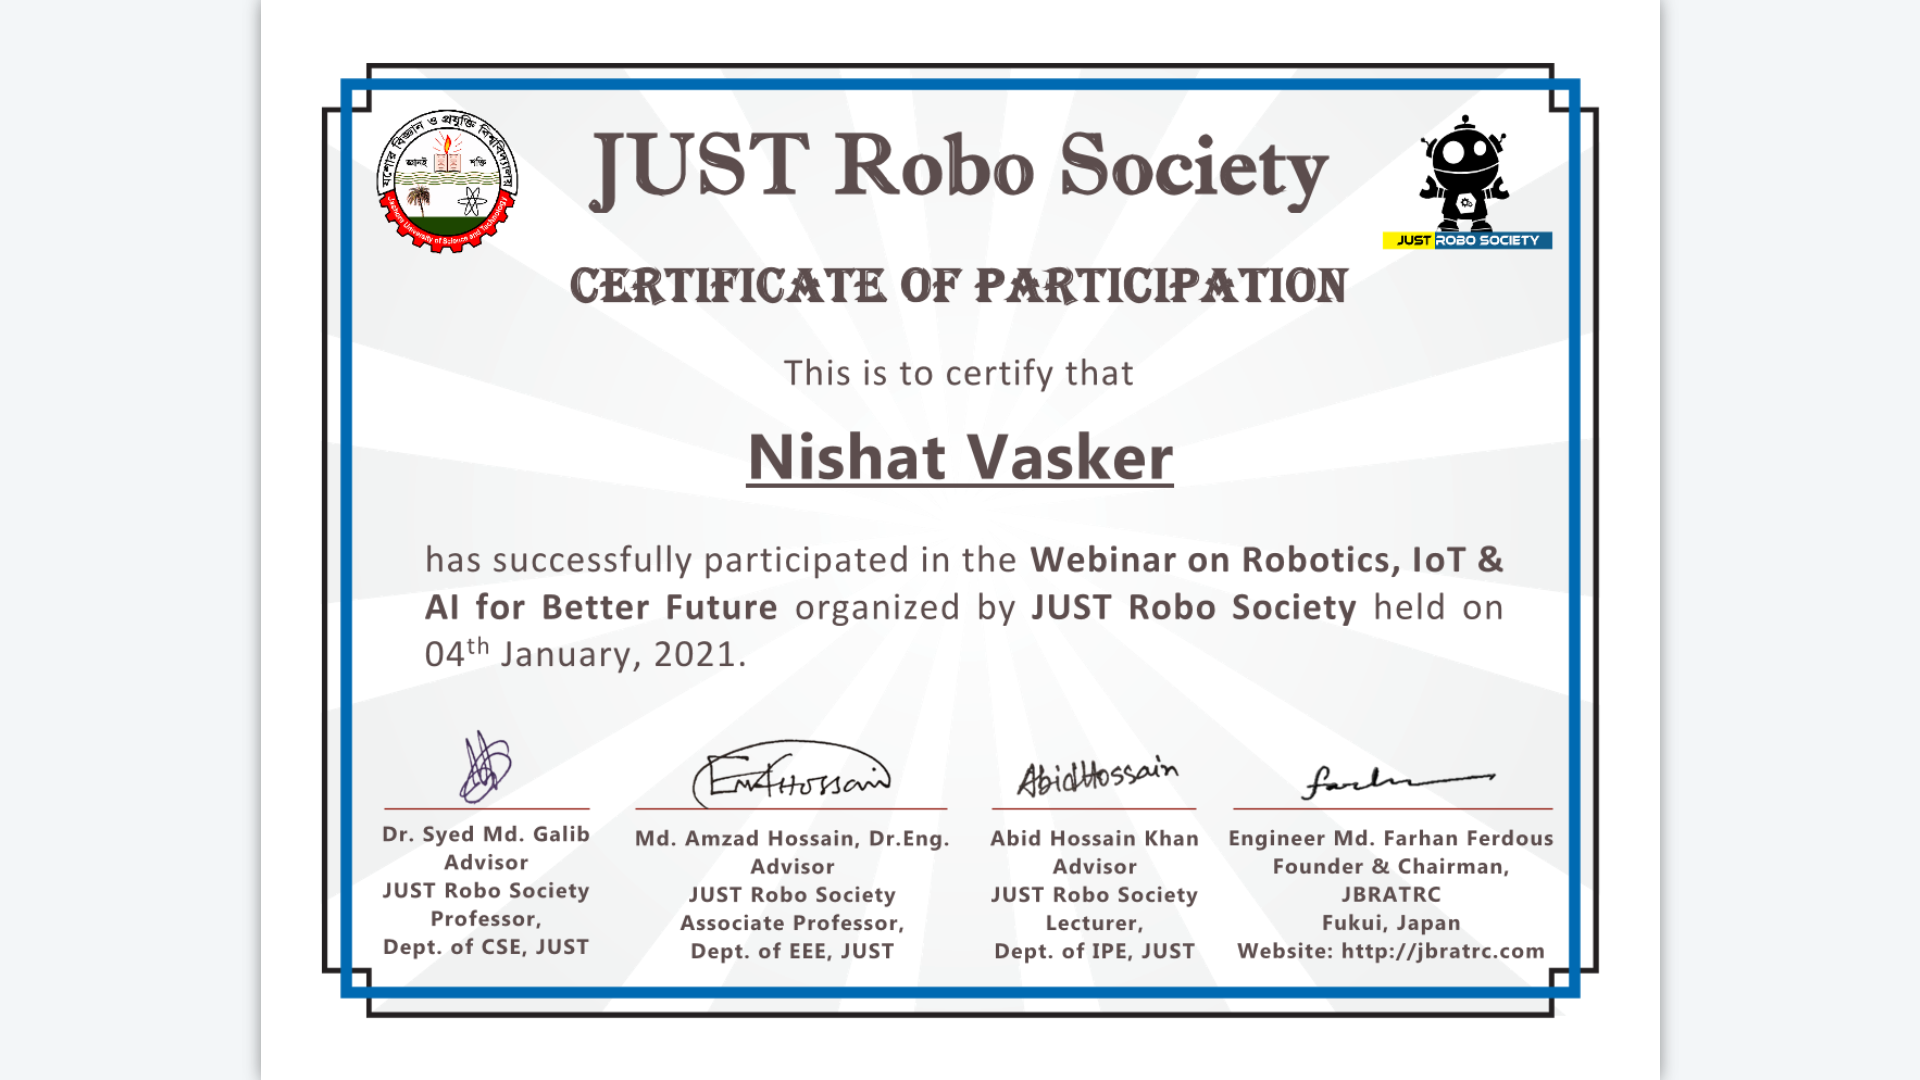 যশোর বিজ্ঞান ও প্রযুক্তি বিশ্ববিদ্যালয়
জ্ঞানই শক্তি
Jashore University of Science and Technology
JUST Robo Society
JUST ROBO SOCIETY
CERTIFICATE OF PARTICIPATION
This is to certify that
Nishat Vasker
has successfully participated in the Webinar on Robotics, IoT &
AI for Better Future organized by JUST Robo Society held on
04th January, 2021.
EMAHossain
AbidHossain
Dr. Syed Md. Galib
Advisor
JUST Robo Society
Professor,
Dept. of CSE, JUST
Md. Amzad Hossain, Dr.Eng.
Advisor
JUST Robo Society
Associate Professor,
Dept. of EEE, JUST
Abid Hossain Khan
Advisor
JUST Robo Society
Lecturer,
Dept. of IPE, JUST
Engineer Md. Farhan Ferdous
Founder & Chairman,
JBRATRC
Fukui, Japan
Website: http://jbratrc.com